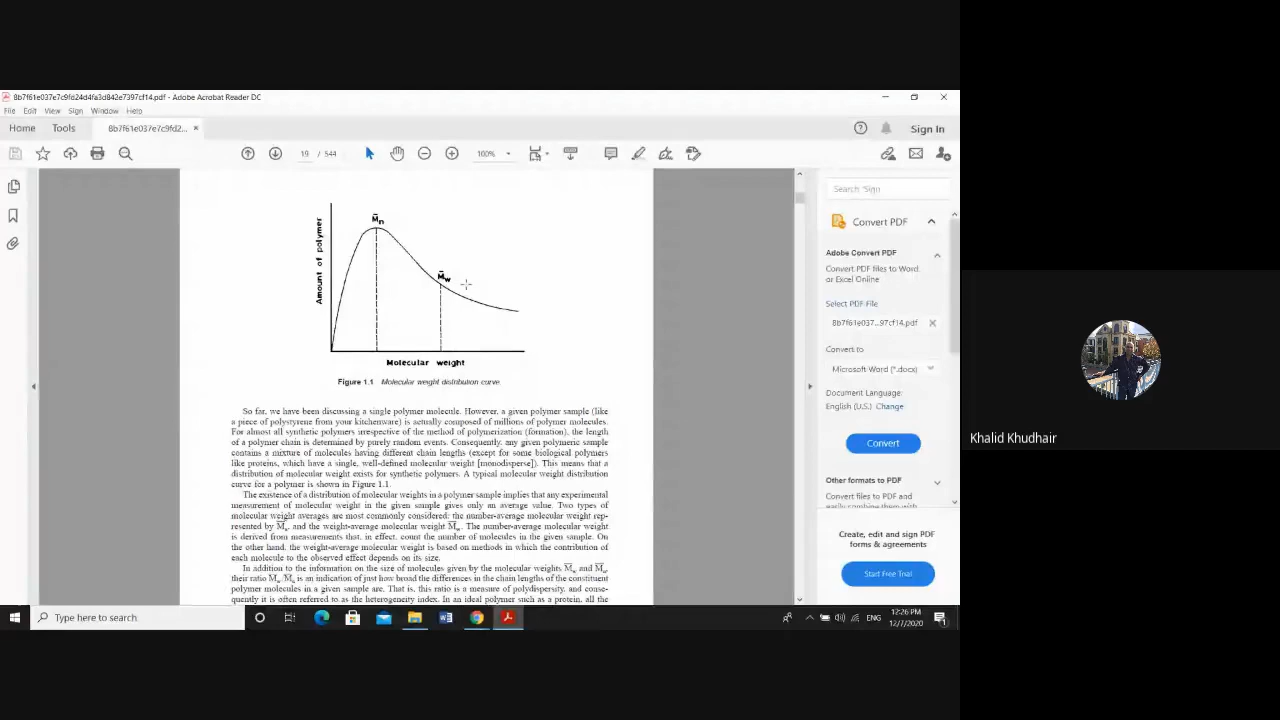 8b7f61e037e7c9fd24d4fa3d842e7397cf14.pdf - Adobe Acrobat Reader DC
File Edit View Sign Window Help
Home Tools 8b7f61e037e7c9fd2... × Sign In
19 / 544 100%
Search 'Sign
Convert PDF
Adobe Convert PDF
Convert PDF files to Word or Excel Online
Select PDF File
8b7f61e037...97cf14.pdf
Convert to
Microsoft Word (*.docx)
Document Language:
English (U.S.) Change
Convert
Other formats to PDF
Convert files to PDF and
easily combine them with
Create, edit and sign PDF
forms & agreements
Start Free Trial
Amount of polymer
M̄n
M̄w
Molecular weight
Figure 1.1 Molecular weight distribution curve.
So far, we have been discussing a single polymer molecule. However, a given polymer sample (like
a piece of polystyrene from your kitchenware) is actually composed of millions of polymer molecules.
For almost all synthetic polymers irrespective of the method of polymerization (formation), the length
of a polymer chain is determined by purely random events. Consequently, any given polymeric sample
contains a mixture of molecules having different chain lengths (except for some biological polymers
like proteins, which have a single, well-defined molecular weight [monodisperse]). This means that a
distribution of molecular weight exists for synthetic polymers. A typical molecular weight distribution
curve for a polymer is shown in Figure 1.1.
The existence of a distribution of molecular weights in a polymer sample implies that any experimental
measurement of molecular weight in the given sample gives only an average value. Two types of
molecular weight averages are most commonly considered: the number-average molecular weight rep-
resented by M̄n, and the weight-average molecular weight M̄w. The number-average molecular weight
is derived from measurements that, in effect, count the number of molecules in the given sample. On
the other hand, the weight-average molecular weight is based on methods in which the contribution of
each molecule to the observed effect depends on its size.
In addition to the information on the size of molecules given by the molecular weights M̄w and M̄n,
their ratio M̄w/M̄n is an indication of just how broad the differences in the chain lengths of the constituent
polymer molecules in a given sample are. That is, this ratio is a measure of polydispersity, and conse-
quently it is often referred to as the heterogeneity index. In an ideal polymer such as a protein, all the
Type here to search
ENG
12:26 PM
12/7/2020
Khalid Khudhair